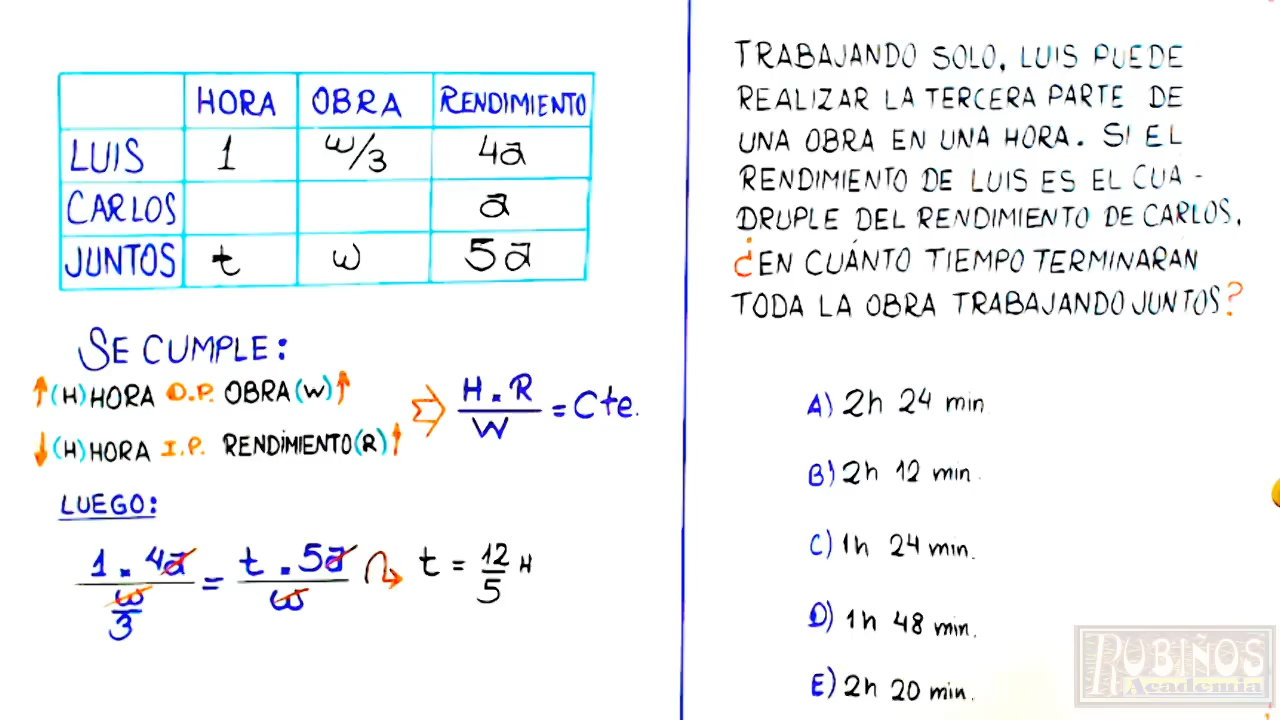 HORA OBRA RENDIMIENTO
LUIS 1 w/3 4a
CARLOS a
JUNTOS t w 5a
SE CUMPLE:
↑(H) HORA D.P. OBRA (W)↑
↓(H) HORA I.P. RENDIMIENTO (R)↑
⇒ H . R / W = Cte.
LUEGO:
1 . 4a / (w/3) = t . 5a / w → t = 12/5 H
TRABAJANDO SOLO, LUIS PUEDE
REALIZAR LA TERCERA PARTE DE
UNA OBRA EN UNA HORA. SI EL
RENDIMIENTO DE LUIS ES EL CUA-
DRUPLE DEL RENDIMIENTO DE CARLOS,
¿EN CUÁNTO TIEMPO TERMINARAN
TODA LA OBRA TRABAJANDO JUNTOS?
A) 2h 24 min
B) 2h 12 min.
C) 1h 24 min.
D) 1h 48 min.
E) 2h 20 min.
RUBIÑOS
Academia